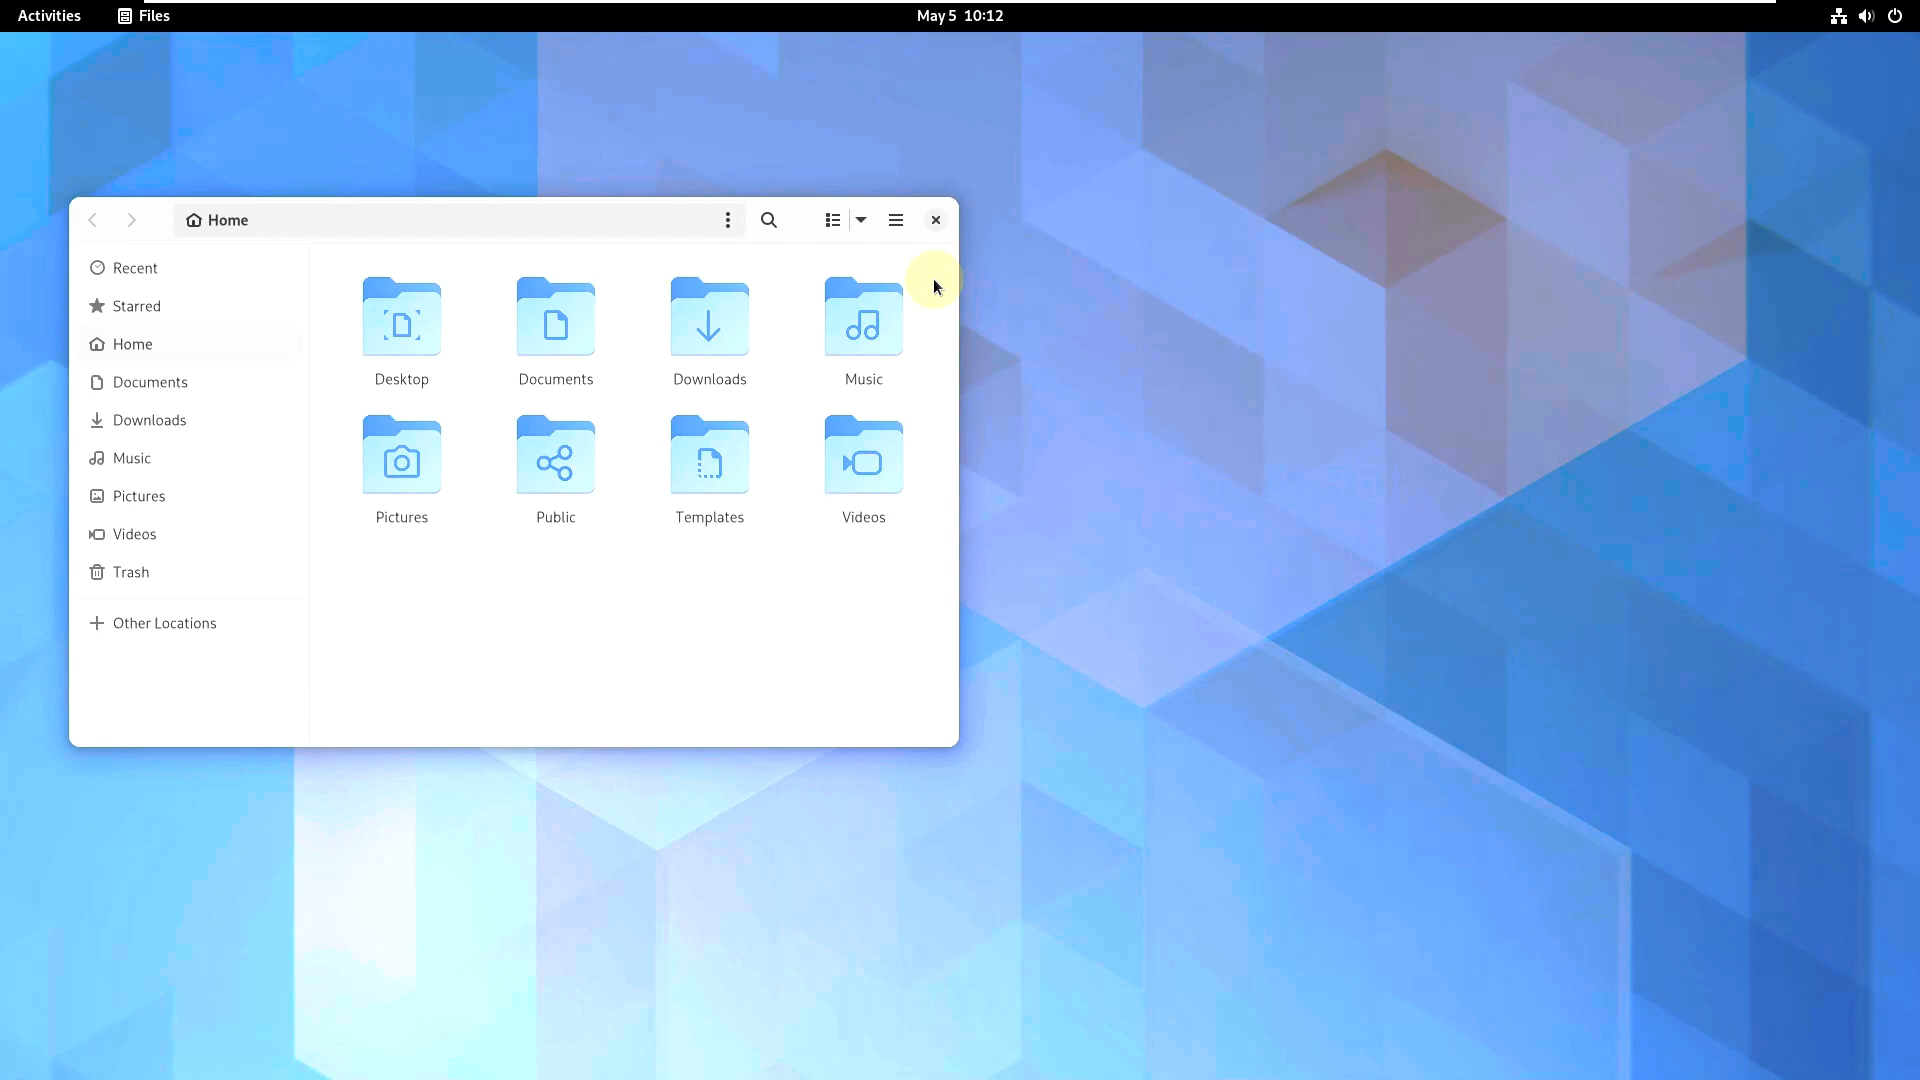 Activities Files May 5 10:12
Home
Recent
Starred
Home
Documents
Downloads
Music
Pictures
Videos
Trash
Other Locations
Desktop Documents Downloads Music
Pictures Public Templates Videos